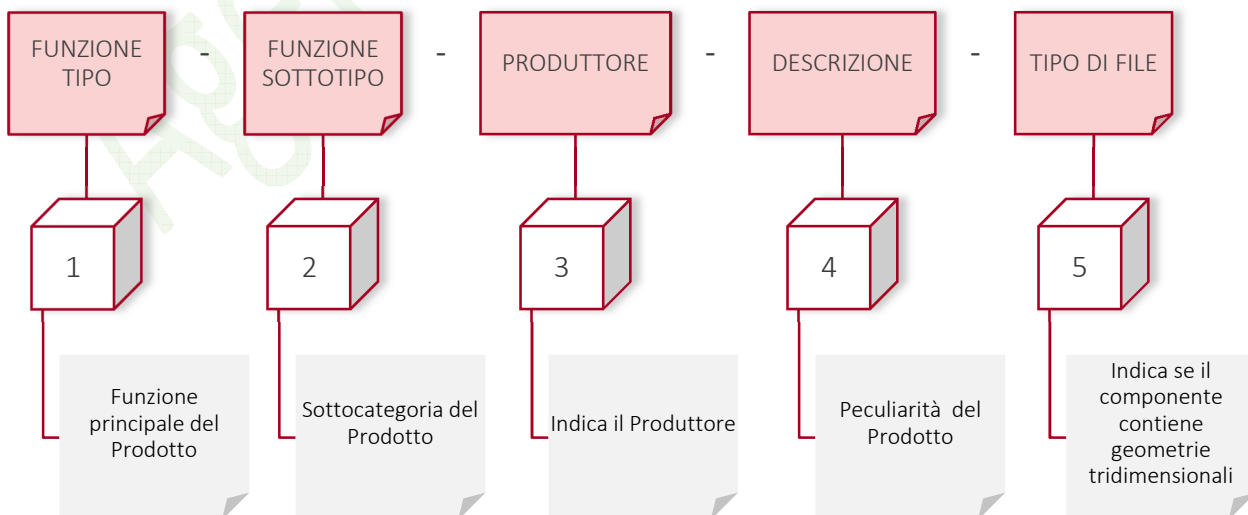 FUNZIONE
TIPO
-
FUNZIONE
SOTTOTIPO
-
PRODUTTORE
-
DESCRIZIONE
-
TIPO DI FILE
1
2
3
4
5
Funzione
principale del
Prodotto
Sottocategoria del
Prodotto
Indica il Produttore
Peculiarità del
Prodotto
Indica se il
componente
contiene
geometrie
tridimensionali